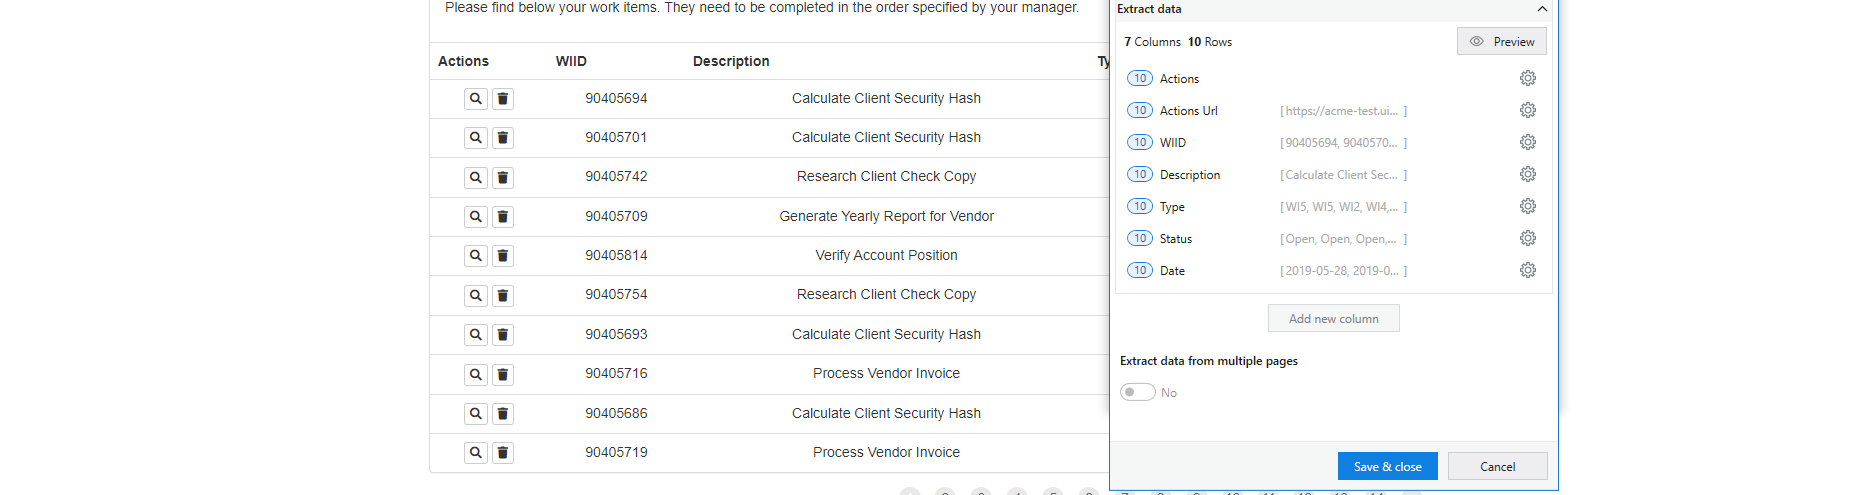 Please find below your work items. They need to be completed in the order specified by your manager.
Actions WIID Description Ty
90405694 Calculate Client Security Hash
90405701 Calculate Client Security Hash
90405742 Research Client Check Copy
90405709 Generate Yearly Report for Vendor
90405814 Verify Account Position
90405754 Research Client Check Copy
90405693 Calculate Client Security Hash
90405716 Process Vendor Invoice
90405686 Calculate Client Security Hash
90405719 Process Vendor Invoice
Extract data
7 Columns 10 Rows Preview
10 Actions
10 Actions Url [https://acme-test.ui... ]
10 WIID [90405694, 9040570... ]
10 Description [Calculate Client Sec... ]
10 Type [WI5, WI5, WI2, WI4,... ]
10 Status [Open, Open, Open,... ]
10 Date [2019-05-28, 2019-0... ]
Add new column
Extract data from multiple pages
No
Save & close Cancel